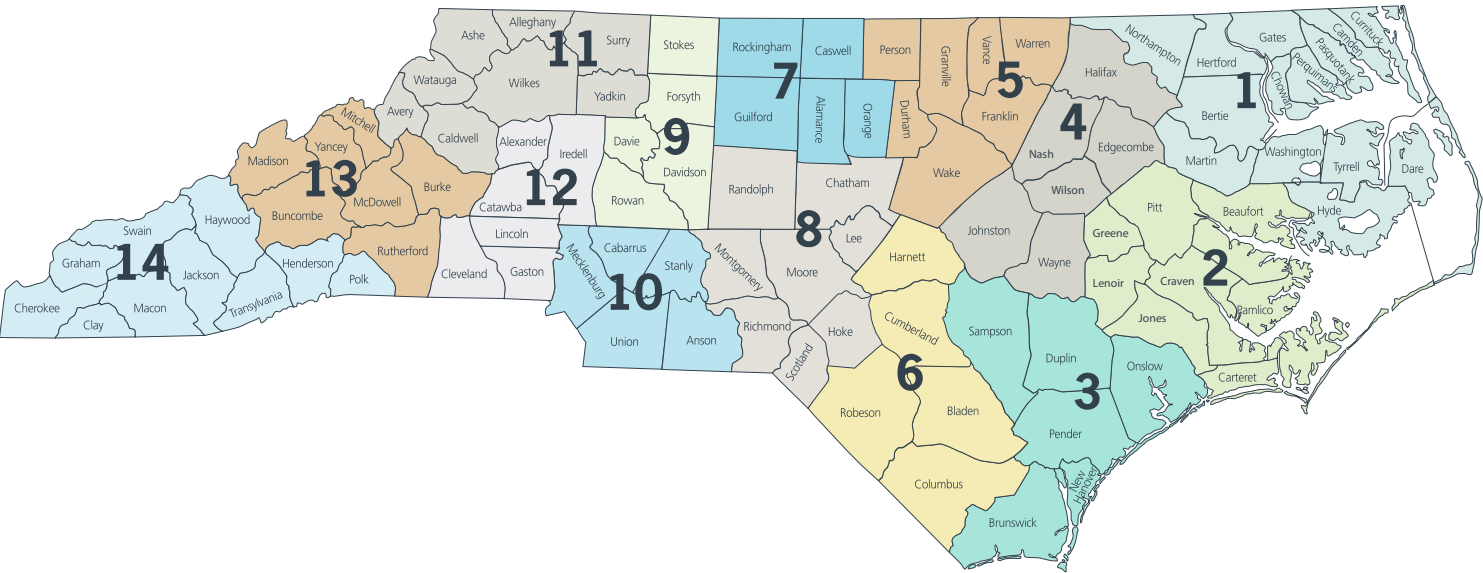 Ashe
Alleghany
Surry
11
Watauga
Wilkes
Yadkin
Avery
Caldwell
Stokes
Forsyth
9
Davie
Davidson
Rowan
Rockingham
Caswell
7
Guilford
Alamance
Orange
Person
Granville
Vance
Warren
5
Franklin
Durham
Wake
Northampton
Hertford
Gates
Currituck
Camden
Pasquotank
Perquimans
Chowan
1
Bertie
Martin
Washington
Tyrrell
Dare
Hyde
Halifax
4
Nash
Edgecombe
Wilson
Johnston
Wayne
Mitchell
Yancey
Madison
13
McDowell
Burke
Buncombe
Rutherford
Alexander
Iredell
12
Catawba
Lincoln
Cleveland
Gaston
Randolph
Chatham
8
Lee
Montgomery
Moore
Richmond
Hoke
Scotland
Swain
Haywood
Graham
14
Jackson
Henderson
Polk
Cherokee
Macon
Transylvania
Clay
Mecklenburg
Cabarrus
Stanly
10
Union
Anson
Pitt
Beaufort
Greene
2
Lenoir
Craven
Pamlico
Jones
Carteret
Harnett
Cumberland
6
Robeson
Bladen
Columbus
Sampson
Duplin
3
Onslow
Pender
New
Hanover
Brunswick